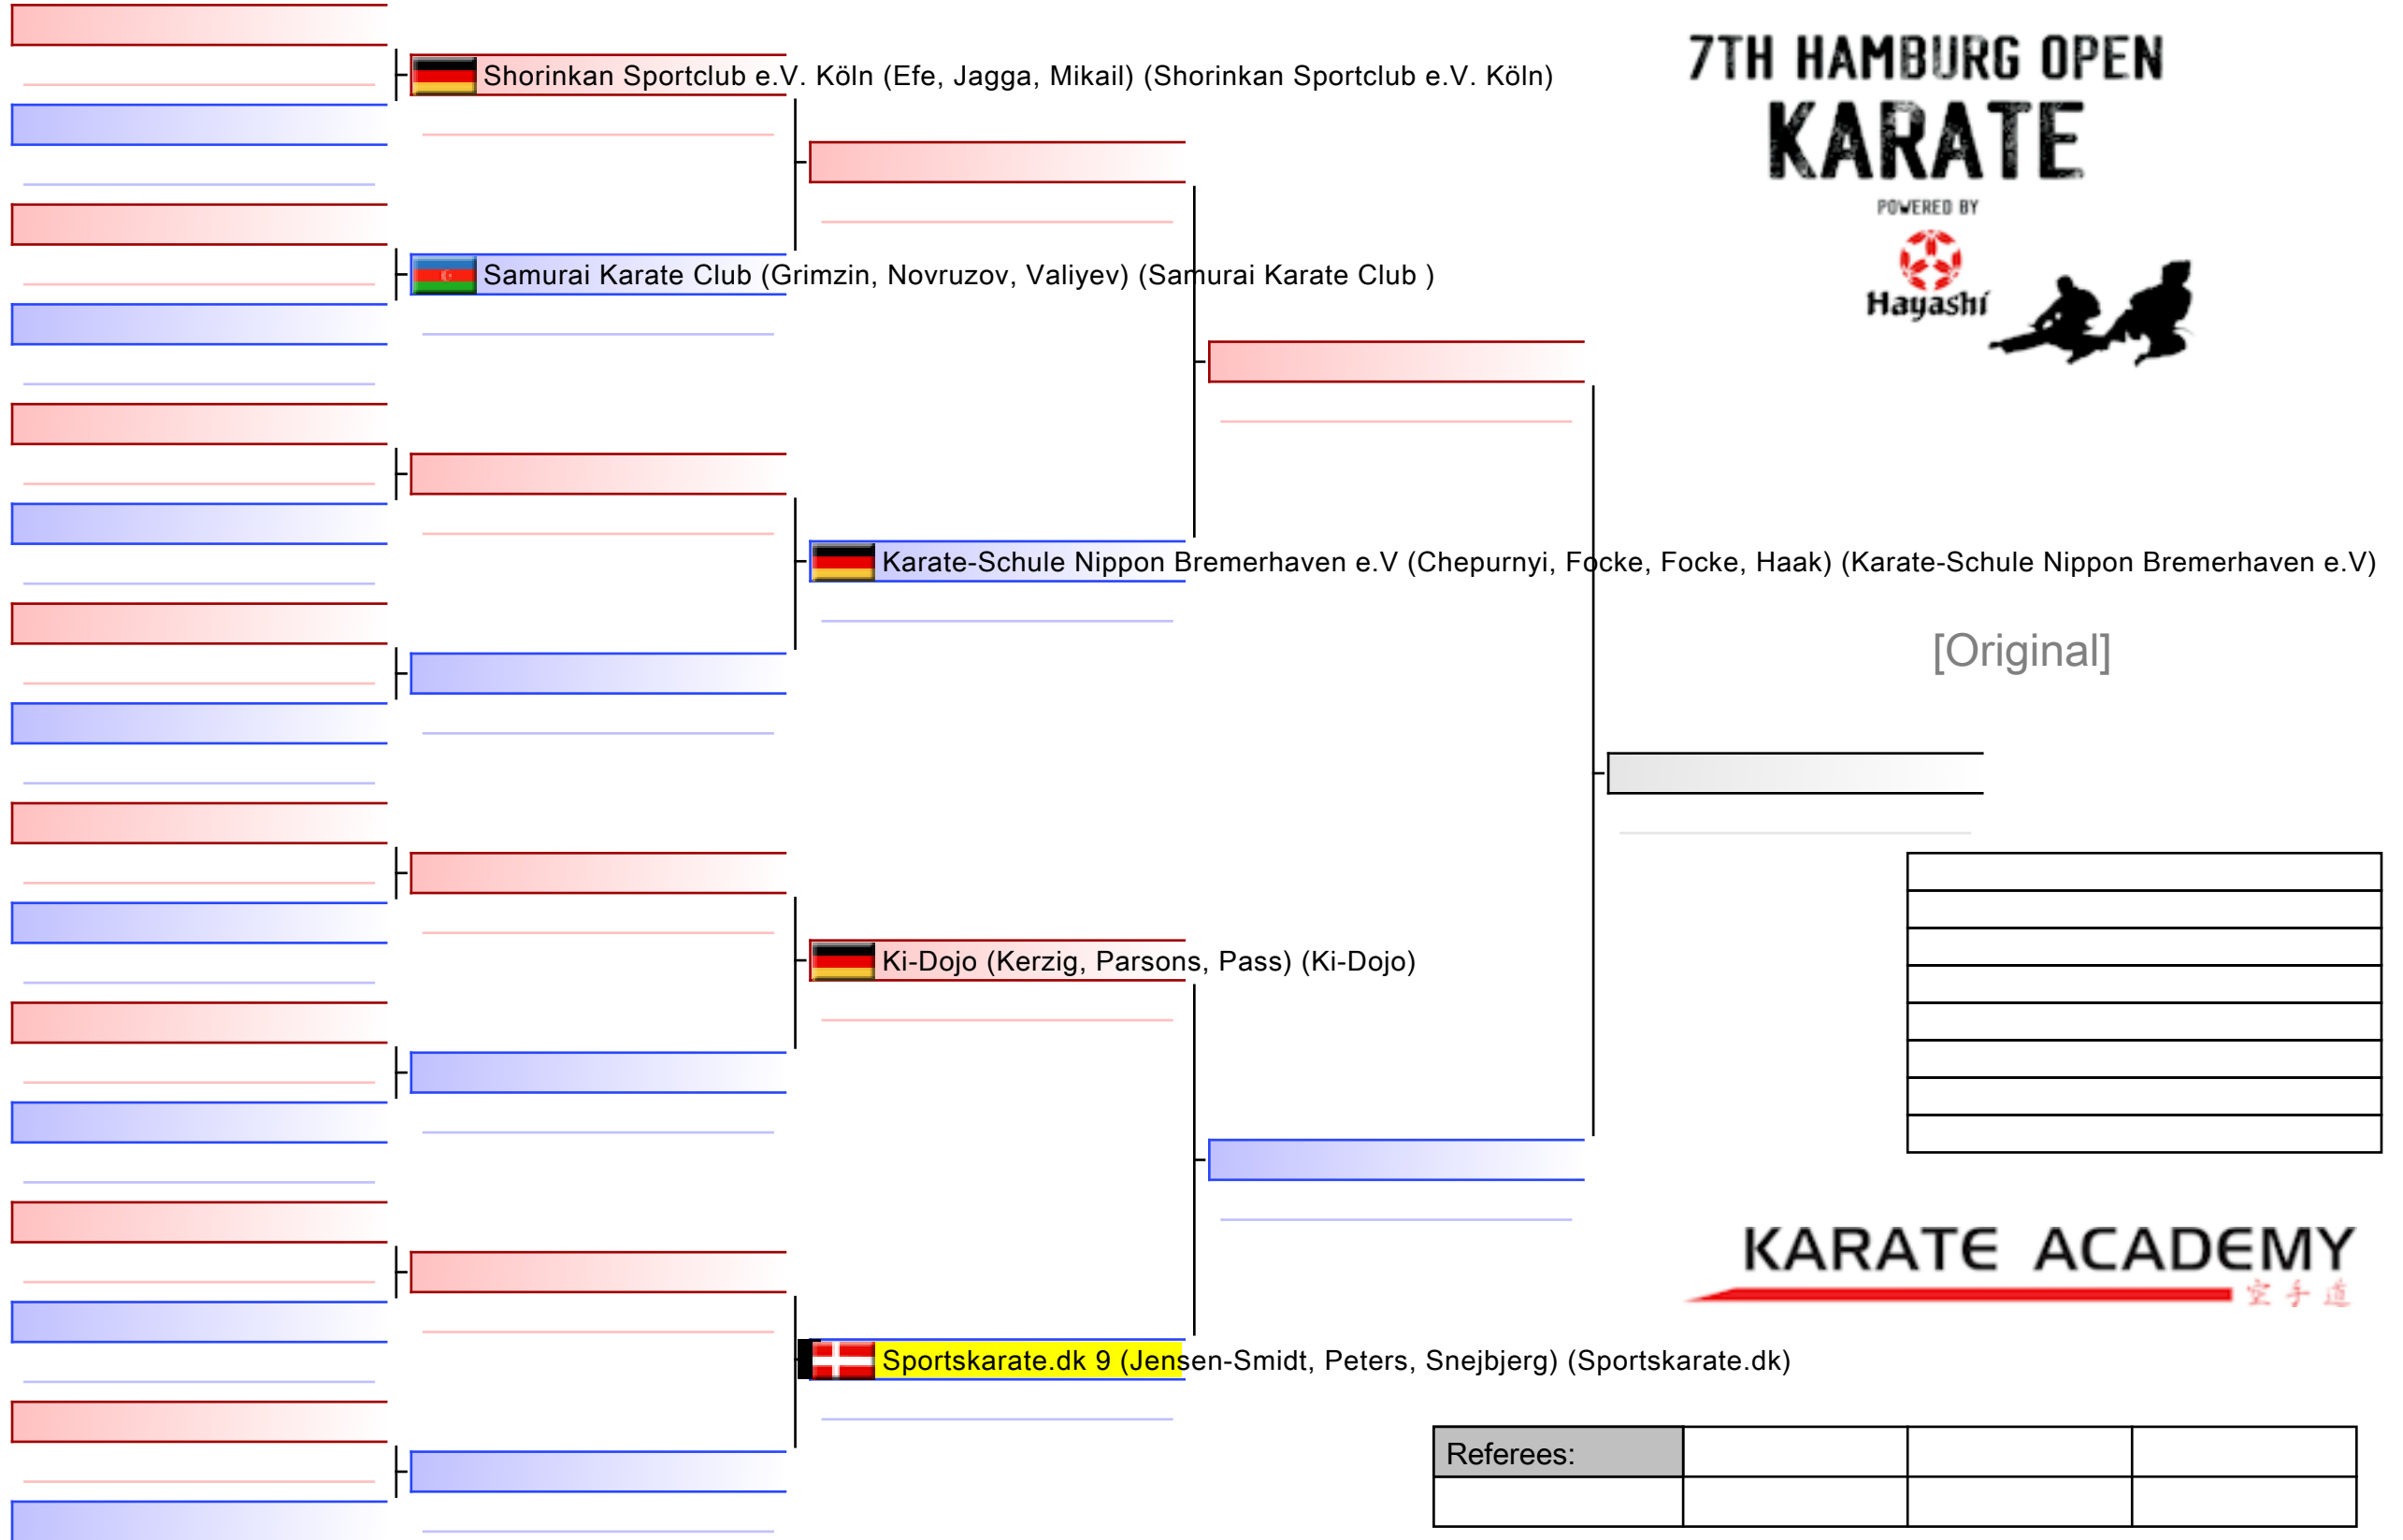 7TH HAMBURG OPEN
KARATE
POWERED BY
Hayashi
Shorinkan Sportclub e.V. Köln (Efe, Jagga, Mikail) (Shorinkan Sportclub e.V. Köln)
Samurai Karate Club (Grimzin, Novruzov, Valiyev) (Samurai Karate Club )
Karate-Schule Nippon Bremerhaven e.V (Chepurnyi, Focke, Focke, Haak) (Karate-Schule Nippon Bremerhaven e.V)
[Original]
Ki-Dojo (Kerzig, Parsons, Pass) (Ki-Dojo)
KARATE ACADEMY
空手道
Sportskarate.dk 9 (Jensen-Smidt, Peters, Snejbjerg) (Sportskarate.dk)
Referees: